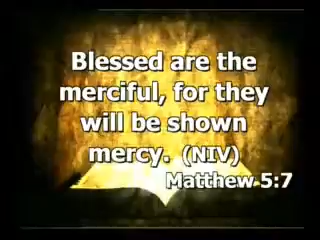 Blessed are the
merciful, for they
will be shown
mercy. (NIV)
Matthew 5:7